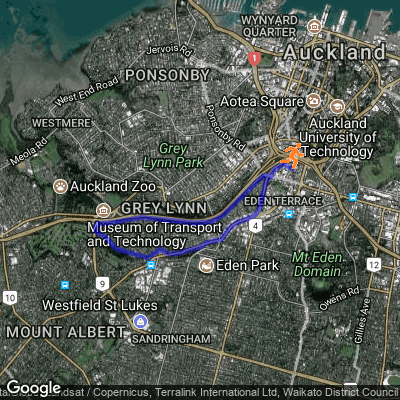 WYNYARD
QUARTER
Jervois Rd
Auckland
1
PONSONBY
West End Road
Aotea Square
WESTMERE
Ponsonby Rd
Auckland
University of
Technology
Meola Rd
Grey
Lynn Park
Auckland Zoo
GREY LYNN
EDEN TERRACE
Museum of Transport
and Technology
4
Eden Park
Mt Eden
Domain
12
9
10
Westfield St Lukes
Owens Rd
Gillies Ave
MOUNT ALBERT
SANDRINGHAM
Google
Landsat / Copernicus, Terralink International Ltd, Waikato District Council